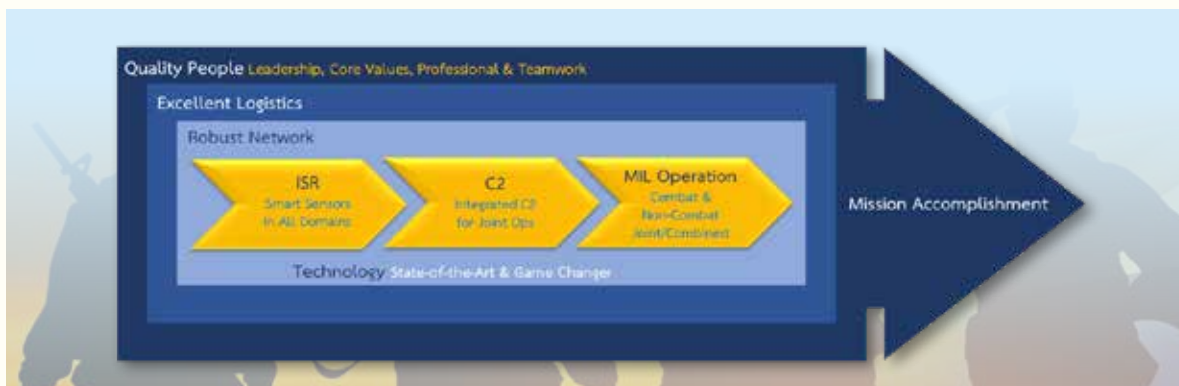 Quality People Leadership, Core Values, Professional & Teamwork
Excellent Logistics
Robust Network
ISR
Smart Sensors
in All Domains
C2
Integrated C2
for Joint Ops
MIL Operation
Combat &
Non-Combat
Joint/Combined
Mission Accomplishment
Technology State-of-the-Art & Game Changer